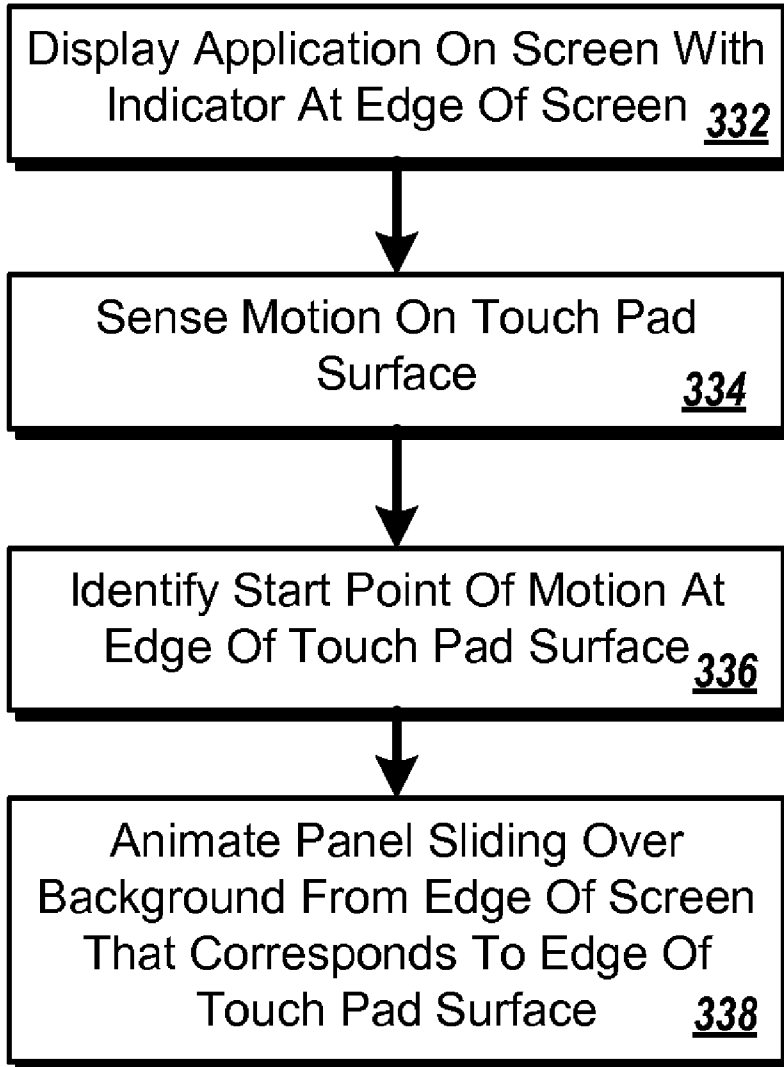 Display Application On Screen With
Indicator At Edge Of Screen 332
Sense Motion On Touch Pad
Surface 334
Identify Start Point Of Motion At
Edge Of Touch Pad Surface 336
Animate Panel Sliding Over
Background From Edge Of Screen
That Corresponds To Edge Of
Touch Pad Surface 338